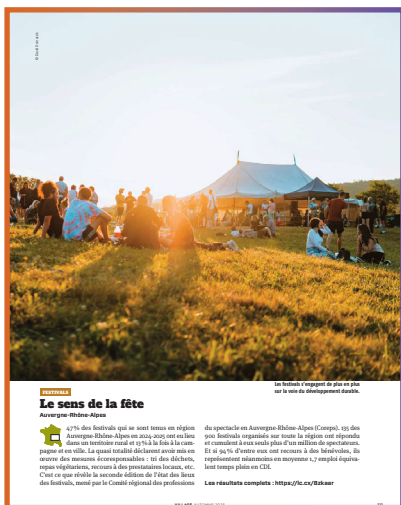 les festivals s'engagent de plus en plus
sur la voie du développement durable.
FESTIVALS
Le sens de la fête
Auvergne-Rhône-Alpes
47% des festivals qui se sont tenus en région
Auvergne-Rhône-Alpes en 2024-2025 ont eu lieu
dans un territoire rural et 13% à la fois à la cam-
pagne et en ville. La quasi totalité déclarent avoir mis en
œuvre des mesures écoresponsables : tri des déchets,
repas végétariens, recours à des prestataires locaux, etc.
C'est ce que révèle la seconde édition de l'état des lieux
des festivals, mené par le Comité régional des professions
du spectacle en Auvergne-Rhône-Alpes (Coreps). 135 des
900 festivals organisés sur toute la région ont répondu
et cumulent à eux seuls plus d'un million de spectateurs.
Et si 94% d'entre eux ont recours à des bénévoles, ils
représentent néanmoins en moyenne 1,7 emploi équiva-
lent temps plein en CDI.
Les résultats complets : https://lc.cx/Bzkaar